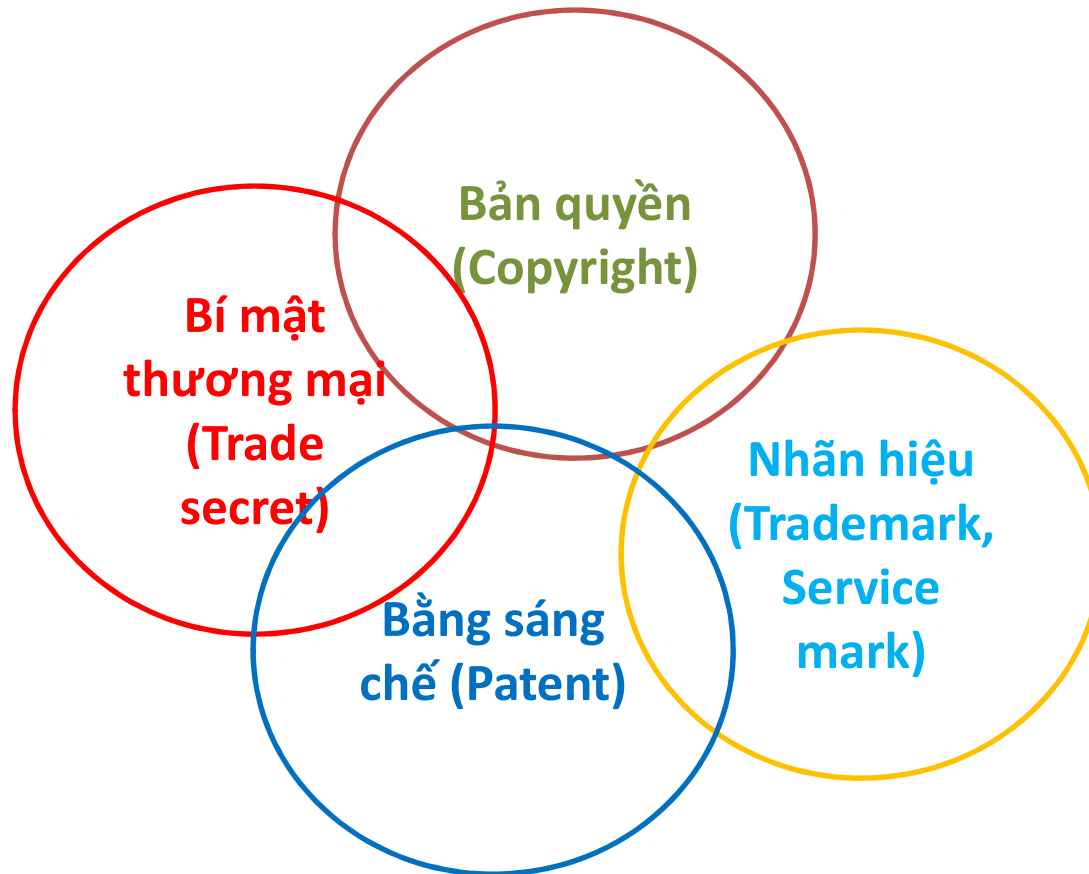 Bản quyền
(Copyright)
Bí mật
thương mại
(Trade
secret)
Nhãn hiệu
(Trademark,
Service
mark)
Bằng sáng
chế (Patent)